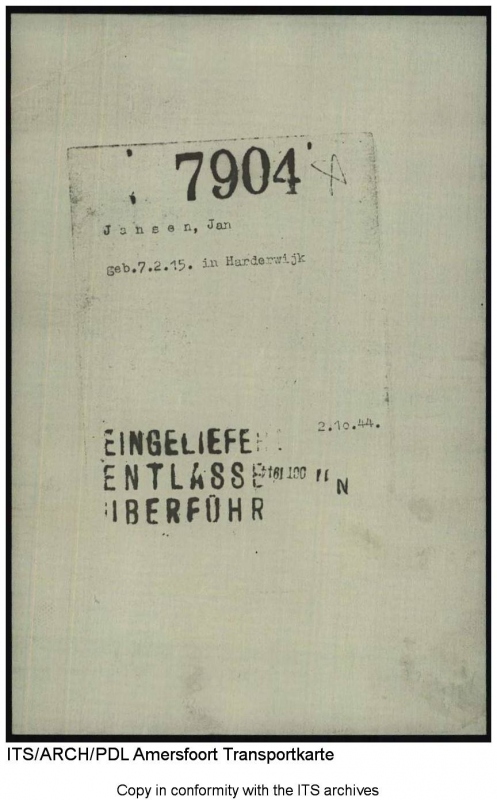 7904
J a n s e n, Jan
geb.7.2.15. in Harderwijk
2.10.44.
EINGELIEFE
ENTLASSE
N
ÜBERFÜHR
ITS/ARCH/PDL Amersfoort Transportkarte
Copy in conformity with the ITS archives